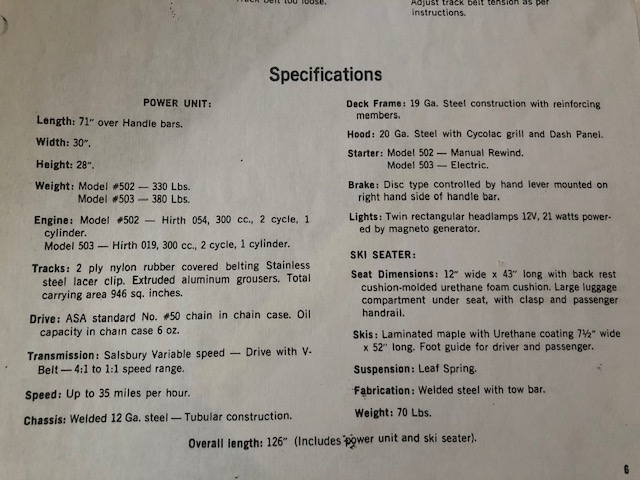 Track belt too loose.
Adjust track belt tension as per
instructions.
Specifications
POWER UNIT:
Length: 71" over Handle bars.
Width: 30".
Height: 28".
Weight: Model #502 — 330 Lbs.
Model #503 — 380 Lbs.
Engine: Model #502 — Hirth 054, 300 cc., 2 cycle, 1
cylinder.
Model 503 — Hirth 019, 300 cc., 2 cycle, 1 cylinder.
Tracks: 2 ply nylon rubber covered belting Stainless
steel lacer clip. Extruded aluminum grousers. Total
carrying area 946 sq. inches.
Drive: ASA standard No. #50 chain in chain case. Oil
capacity in chain case 6 oz.
Transmission: Salsbury Variable speed — Drive with V-
Belt — 4:1 to 1:1 speed range.
Speed: Up to 35 miles per hour.
Chassis: Welded 12 Ga. steel — Tubular construction.
Deck Frame: 19 Ga. Steel construction with reinforcing
members.
Hood: 20 Ga. Steel with Cycolac grill and Dash Panel.
Starter: Model 502 — Manual Rewind.
Model 503 — Electric.
Brake: Disc type controlled by hand lever mounted on
right hand side of handle bar.
Lights: Twin rectangular headlamps 12V, 21 watts power-
ed by magneto generator.
SKI SEATER:
Seat Dimensions: 12" wide x 43" long with back rest
cushion-molded urethane foam cushion. Large luggage
compartment under seat, with clasp and passenger
handrail.
Skis: Laminated maple with Urethane coating 7½" wide
x 52" long. Foot guide for driver and passenger.
Suspension: Leaf Spring.
Fabrication: Welded steel with tow bar.
Weight: 70 Lbs.
Overall length: 126" (Includes power unit and ski seater).
6